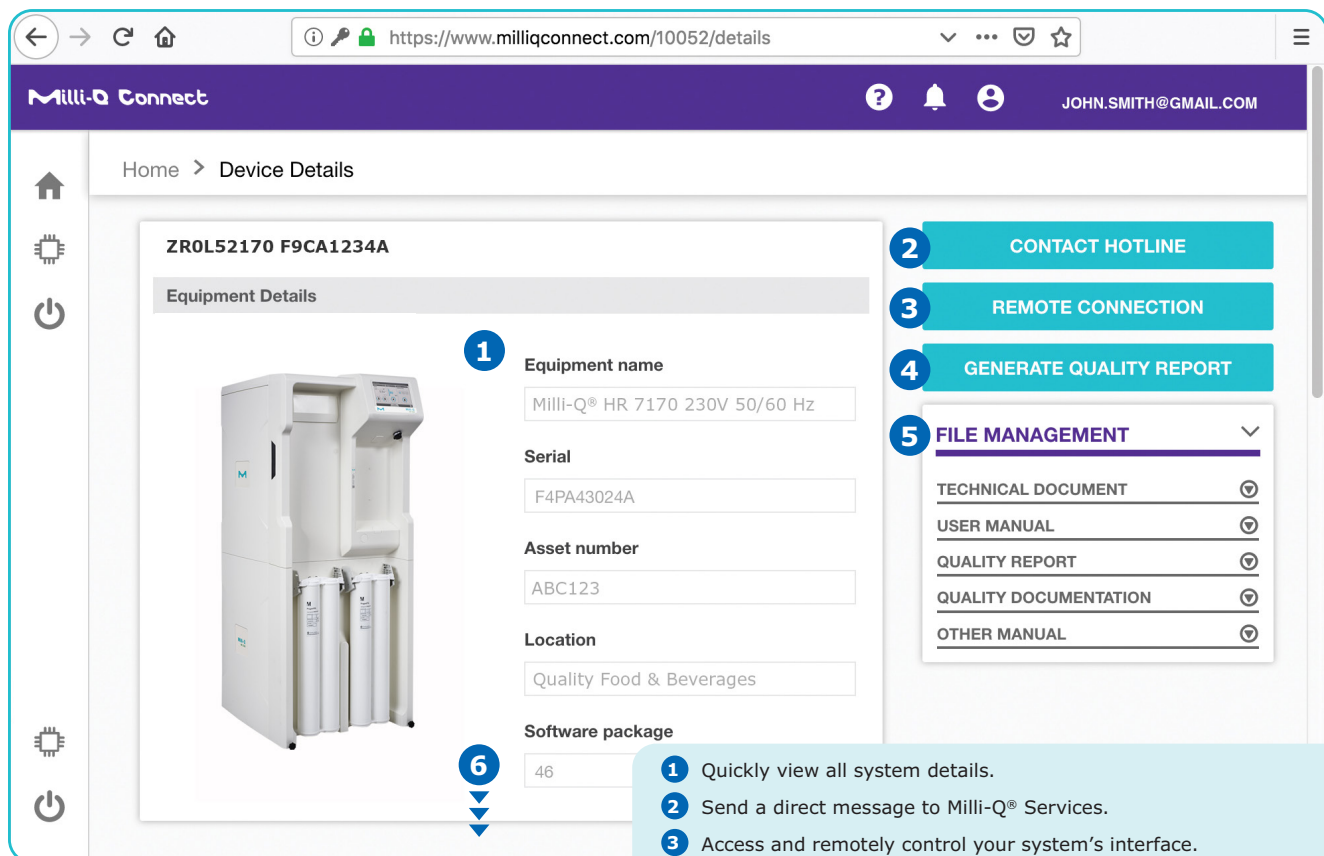 https://www.milliqconnect.com/10052/details
Milli-Q Connect
? JOHN.SMITH@GMAIL.COM
Home > Device Details
ZR0L52170 F9CA1234A
Equipment Details
1
Equipment name
Milli-Q® HR 7170 230V 50/60 Hz
Serial
F4PA43024A
Asset number
ABC123
Location
Quality Food & Beverages
Software package
46
6
2 CONTACT HOTLINE
3 REMOTE CONNECTION
4 GENERATE QUALITY REPORT
5 FILE MANAGEMENT
TECHNICAL DOCUMENT
USER MANUAL
QUALITY REPORT
QUALITY DOCUMENTATION
OTHER MANUAL
1 Quickly view all system details.
2 Send a direct message to Milli-Q® Services.
3 Access and remotely control your system’s interface.